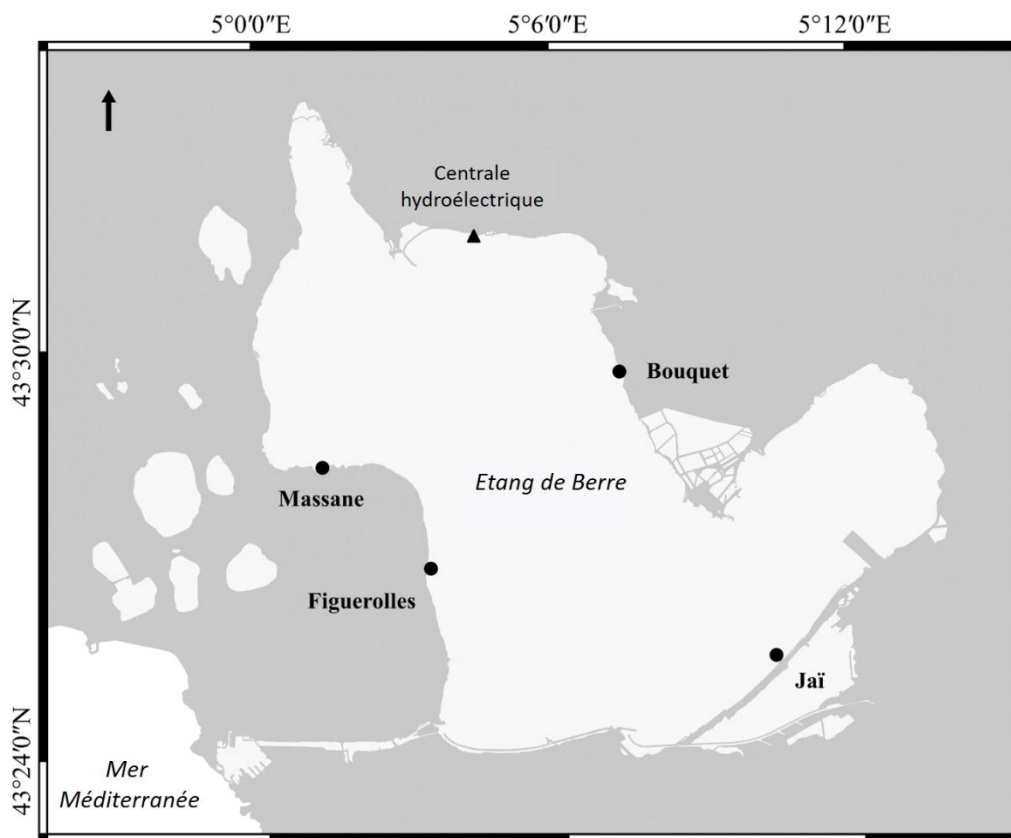 5°0′0″E
5°6′0″E
5°12′0″E
Centrale
hydroélectrique
43°30′0″N
Bouquet
Etang de Berre
Massane
Figuerolles
Jaï
43°24′0″N
Mer
Méditerranée